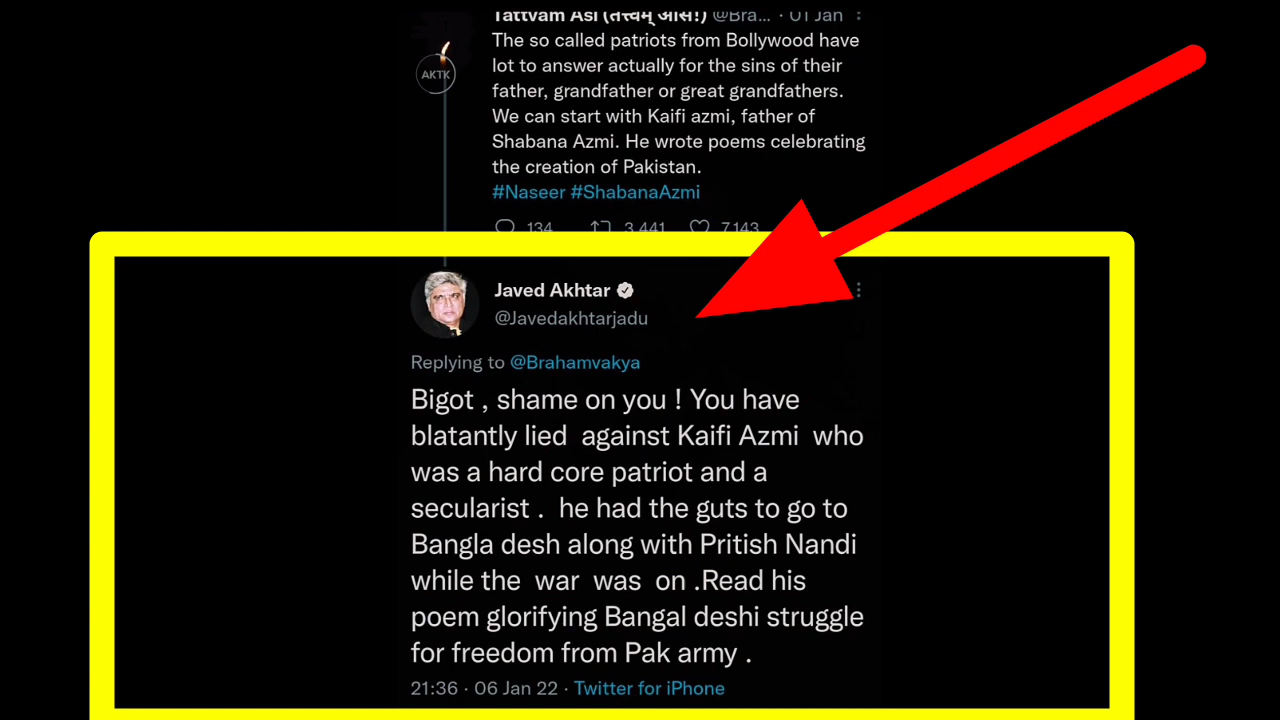 Tattvam Asi (तत्त्वम् असि!) @Bra... · 01 Jan
AKTK
The so called patriots from Bollywood have
lot to answer actually for the sins of their
father, grandfather or great grandfathers.
We can start with Kaifi azmi, father of
Shabana Azmi. He wrote poems celebrating
the creation of Pakistan.
#Naseer #ShabanaAzmi
134 3,441 7,143
Javed Akhtar
@Javedakhtarjadu
Replying to @Brahamvakya
Bigot , shame on you ! You have
blatantly lied  against Kaifi Azmi  who
was a hard core patriot and a
secularist .  he had the guts to go to
Bangla desh along with Pritish Nandi
while the  war  was  on .Read his
poem glorifying Bangal deshi struggle
for freedom from Pak army .
21:36 · 06 Jan 22 · Twitter for iPhone